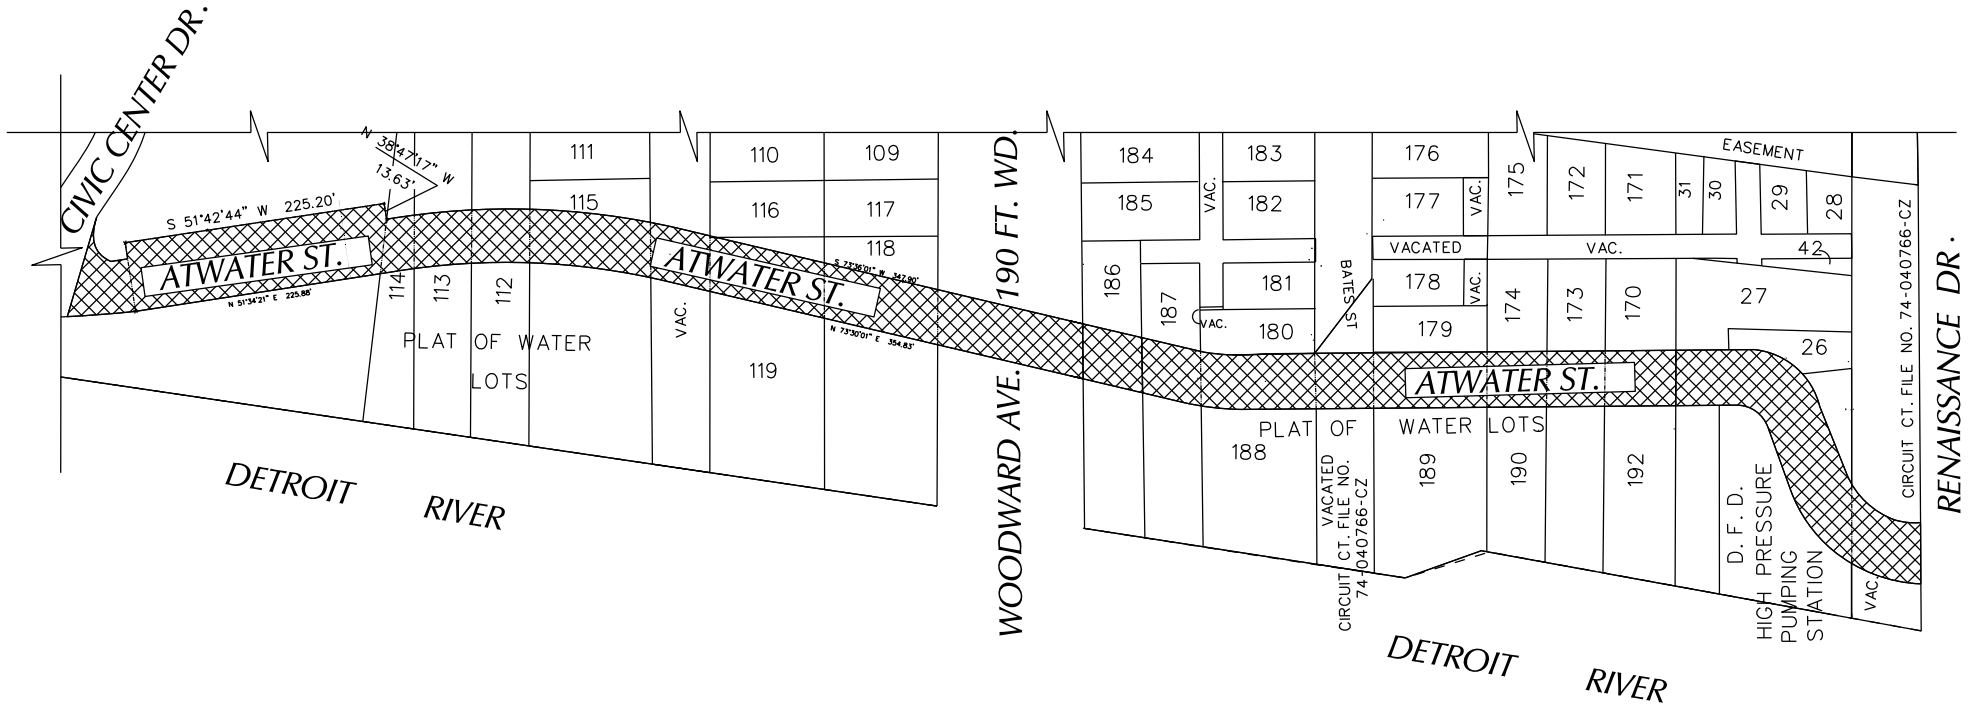 CIVIC CENTER DR.
N 38°47'17" W
13.63'
S 51°42'44" W 225.20'
ATWATER ST.
N 51°34'21" E 225.88'
111
115
110
109
116
117
118
114
113
112
PLAT OF WATER
LOTS
VAC.
119
ATWATER ST.
S 73°56'01" W 347.90'
N 73°30'01" E 354.83'
DETROIT RIVER
WOODWARD AVE. 190 FT. WD.
184
185
186
187
VAC.
183
182
181
180
VAC.
BATES ST
176
177
VAC.
VACATED
VAC.
178
VAC.
179
175
172
171
31
30
29
28
EASEMENT
42
174
173
170
27
26
ATWATER ST.
PLAT OF WATER LOTS
188
VACATED
CIRCUIT CT. FILE NO.
74-040766-CZ
189
190
192
D. F. D.
HIGH PRESSURE
PUMPING
STATION
VAC.
CIRCUIT CT. FILE NO. 74-040766-CZ
RENAISSANCE DR.
DETROIT RIVER